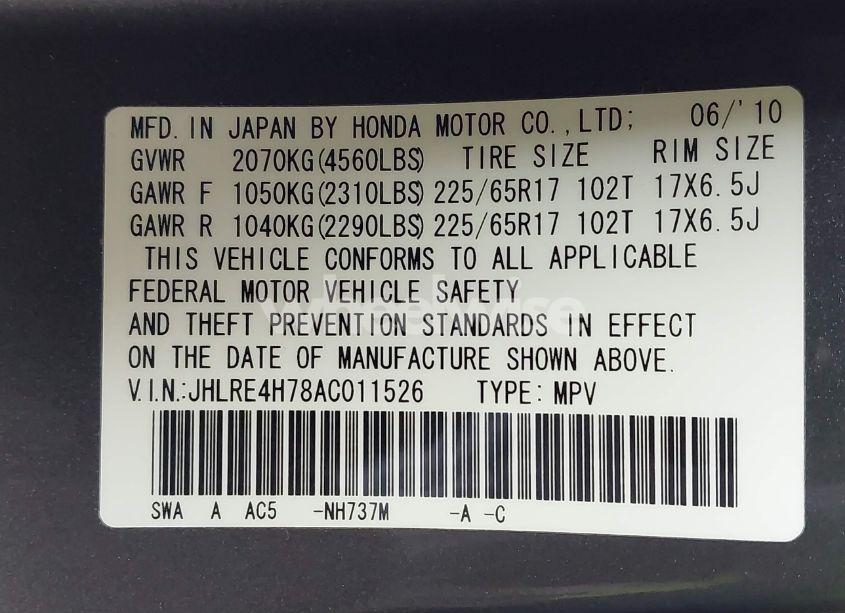 MFD. IN JAPAN BY HONDA MOTOR CO.,LTD; 06/'10
GVWR 2070KG(4560LBS) TIRE SIZE RIM SIZE
GAWR F 1050KG(2310LBS) 225/65R17 102T 17X6.5J
GAWR R 1040KG(2290LBS) 225/65R17 102T 17X6.5J
THIS VEHICLE CONFORMS TO ALL APPLICABLE
FEDERAL MOTOR VEHICLE SAFETY
AND THEFT PREVENTION STANDARDS IN EFFECT
ON THE DATE OF MANUFACTURE SHOWN ABOVE.
V.I.N.:JHLRE4H78AC011526 TYPE: MPV
SWA A AC5 -NH737M -A -C